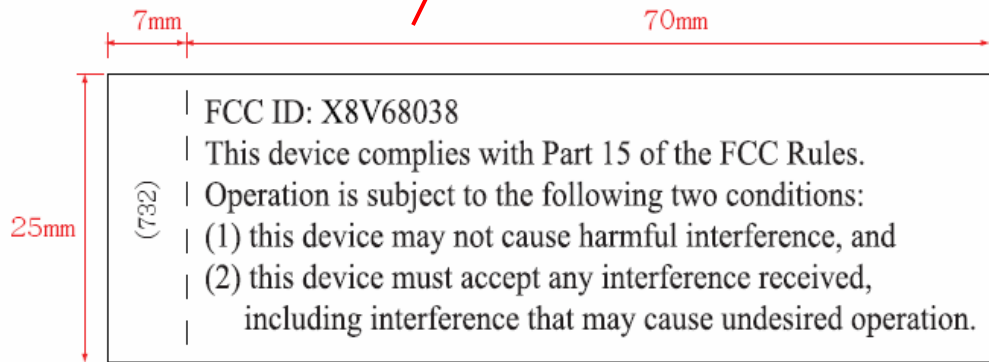 7mm 70mm
25mm
(732)
FCC ID: X8V68038
This device complies with Part 15 of the FCC Rules.
Operation is subject to the following two conditions:
(1) this device may not cause harmful interference, and
(2) this device must accept any interference received,
including interference that may cause undesired operation.